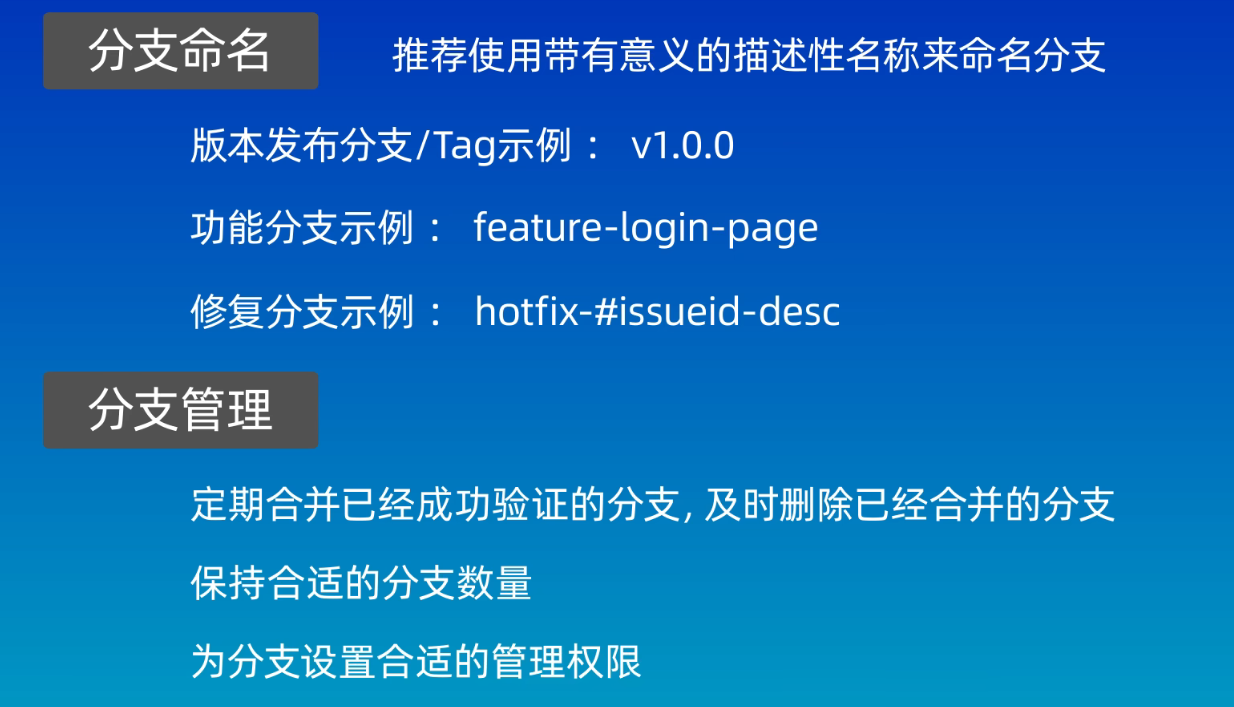 分支命名
推荐使用带有意义的描述性名称来命名分支
版本发布分支/Tag示例： v1.0.0
功能分支示例： feature-login-page
修复分支示例： hotfix-#issueid-desc
分支管理
定期合并已经成功验证的分支, 及时删除已经合并的分支
保持合适的分支数量
为分支设置合适的管理权限